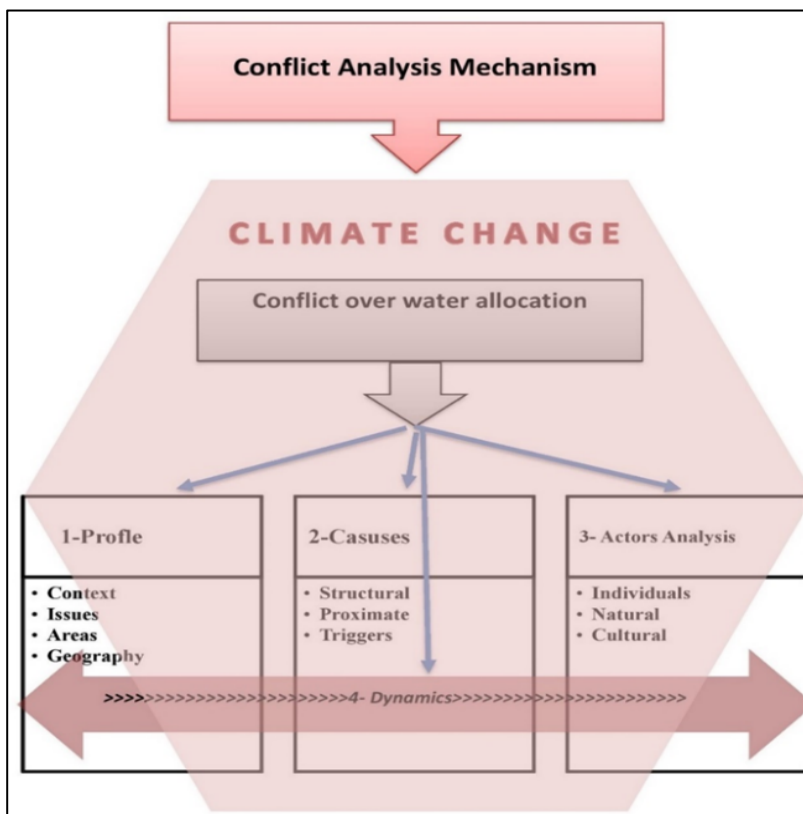 Conflict Analysis Mechanism
CLIMATE CHANGE
Conflict over water allocation
1-Profle
• Context
• Issues
• Areas
• Geography
2-Casuses
• Structural
• Proximate
• Triggers
3- Actors Analysis
• Individuals
• Natural
• Cultural
>>>>>>>>>>>>>>>>>>>>>>>4- Dynamics>>>>>>>>>>>>>>>>>>>>>>